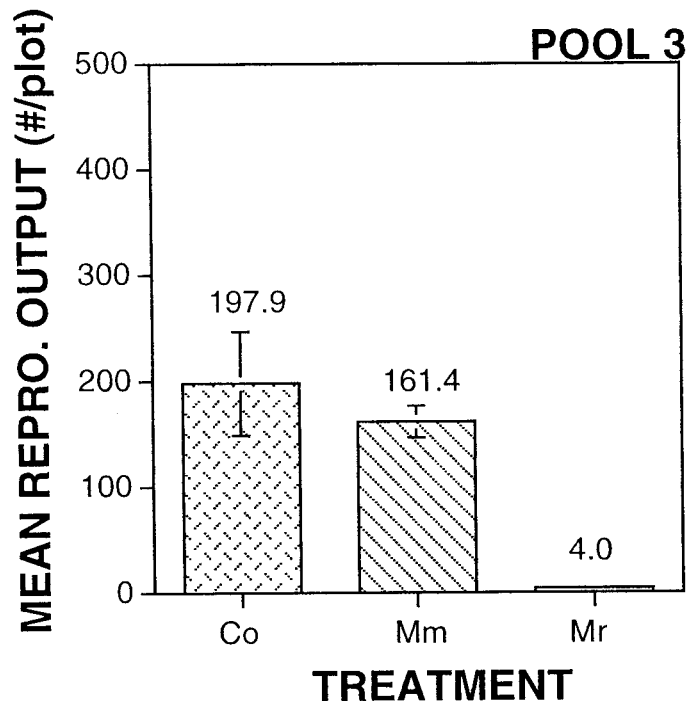 POOL 3
MEAN REPRO. OUTPUT (#/plot)
500
400
300
200
100
0
197.9
161.4
4.0
Co Mm Mr
TREATMENT